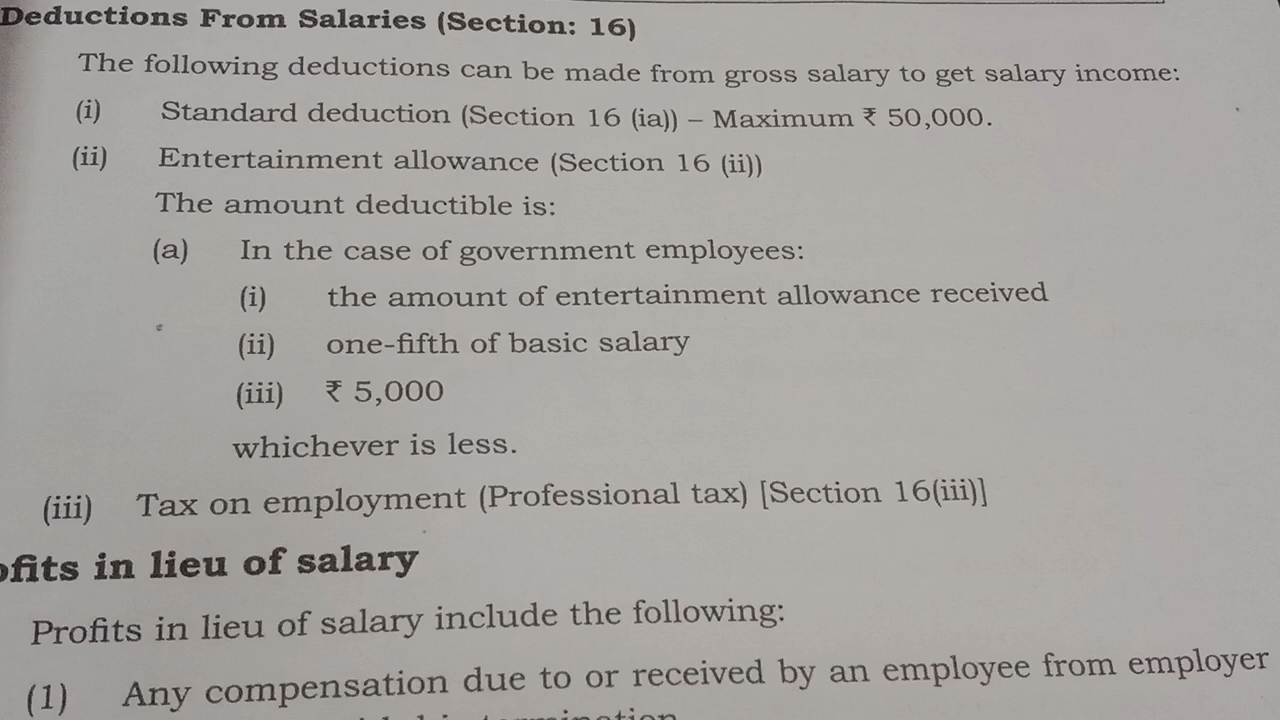 Deductions From Salaries (Section: 16)
The following deductions can be made from gross salary to get salary income:
(i) Standard deduction (Section 16 (ia)) – Maximum ₹ 50,000.
(ii) Entertainment allowance (Section 16 (ii))
The amount deductible is:
(a) In the case of government employees:
(i) the amount of entertainment allowance received
(ii) one-fifth of basic salary
(iii) ₹ 5,000
whichever is less.
(iii) Tax on employment (Professional tax) [Section 16(iii)]
ofits in lieu of salary
Profits in lieu of salary include the following:
(1) Any compensation due to or received by an employee from employer